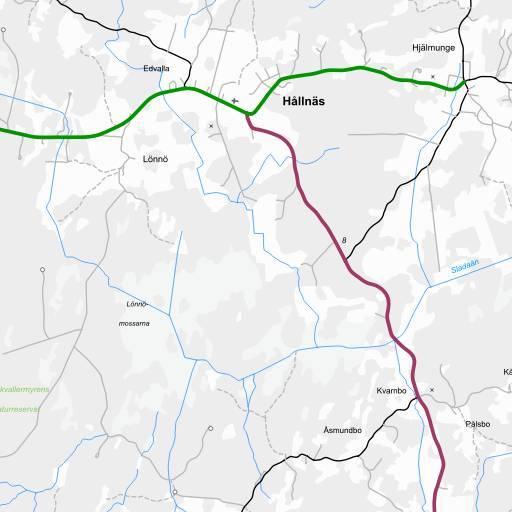 Hjälmunge
Edvalla
Hållnäs
Lönnö
8
Sladaån
Lönnö-
mossarna
kvallermyrens
aturreservat
Kvarnbo
Pålsbo
Åsmundbo